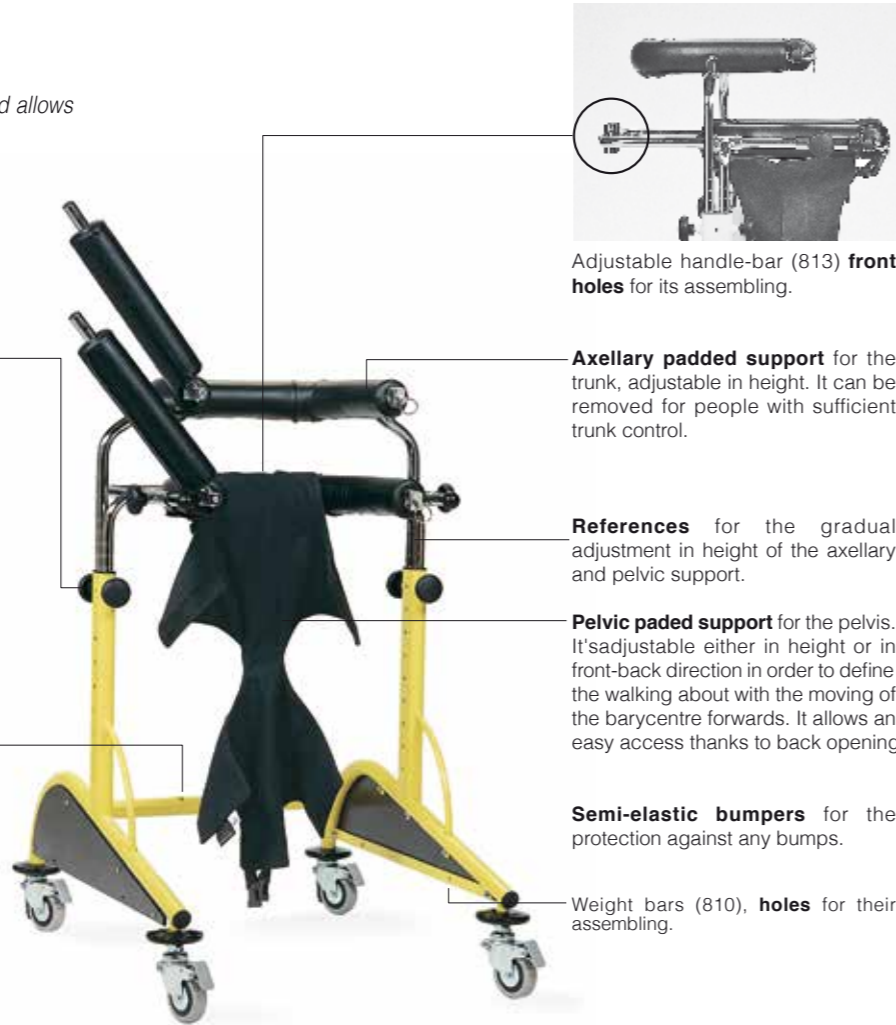 d allows
Adjustable handle-bar (813) front
holes for its assembling.
Axellary padded support for the
trunk, adjustable in height. It can be
removed for people with sufficient
trunk control.
References for the gradual
adjustment in height of the axellary
and pelvic support.
Pelvic paded support for the pelvis.
It'sadjustable either in height or in
front-back direction in order to define
the walking about with the moving of
the barycentre forwards. It allows an
easy access thanks to back opening
Semi-elastic bumpers for the
protection against any bumps.
Weight bars (810), holes for their
assembling.